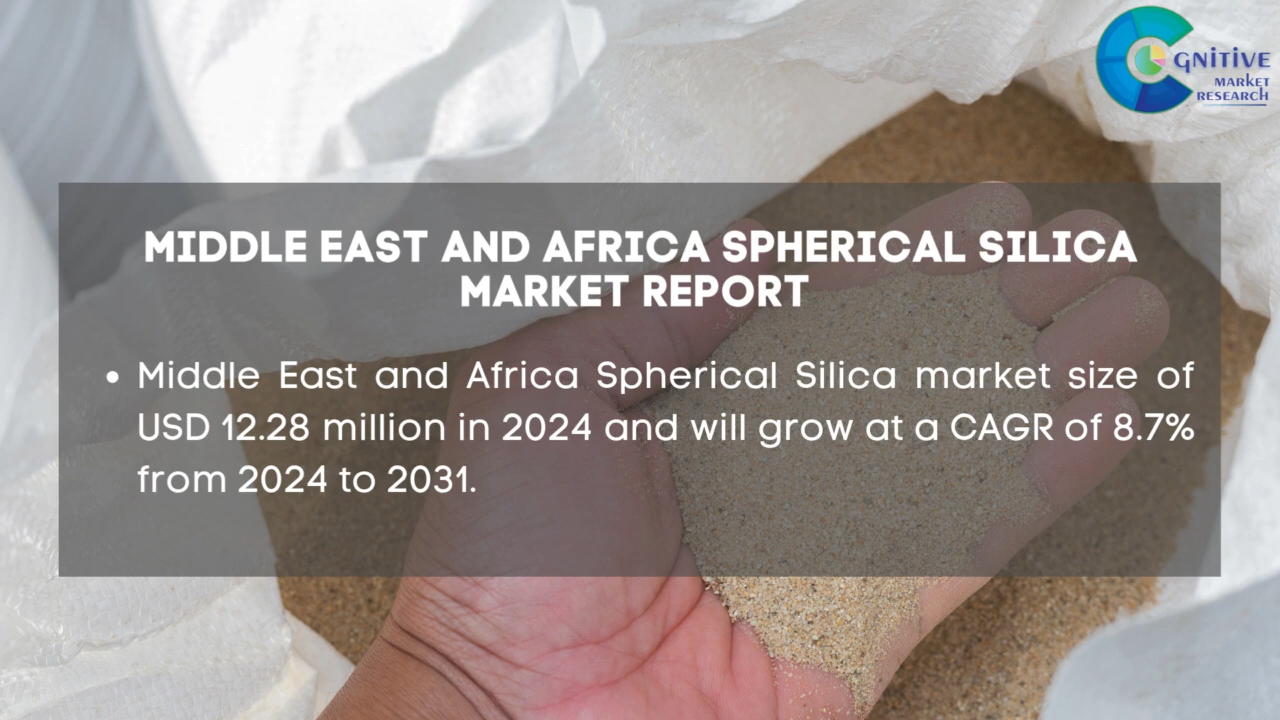 GNITIVE
MARKET
RESEARCH
MIDDLE EAST AND AFRICA SPHERICAL SILICA
MARKET REPORT
• Middle East and Africa Spherical Silica market size of
USD 12.28 million in 2024 and will grow at a CAGR of 8.7%
from 2024 to 2031.